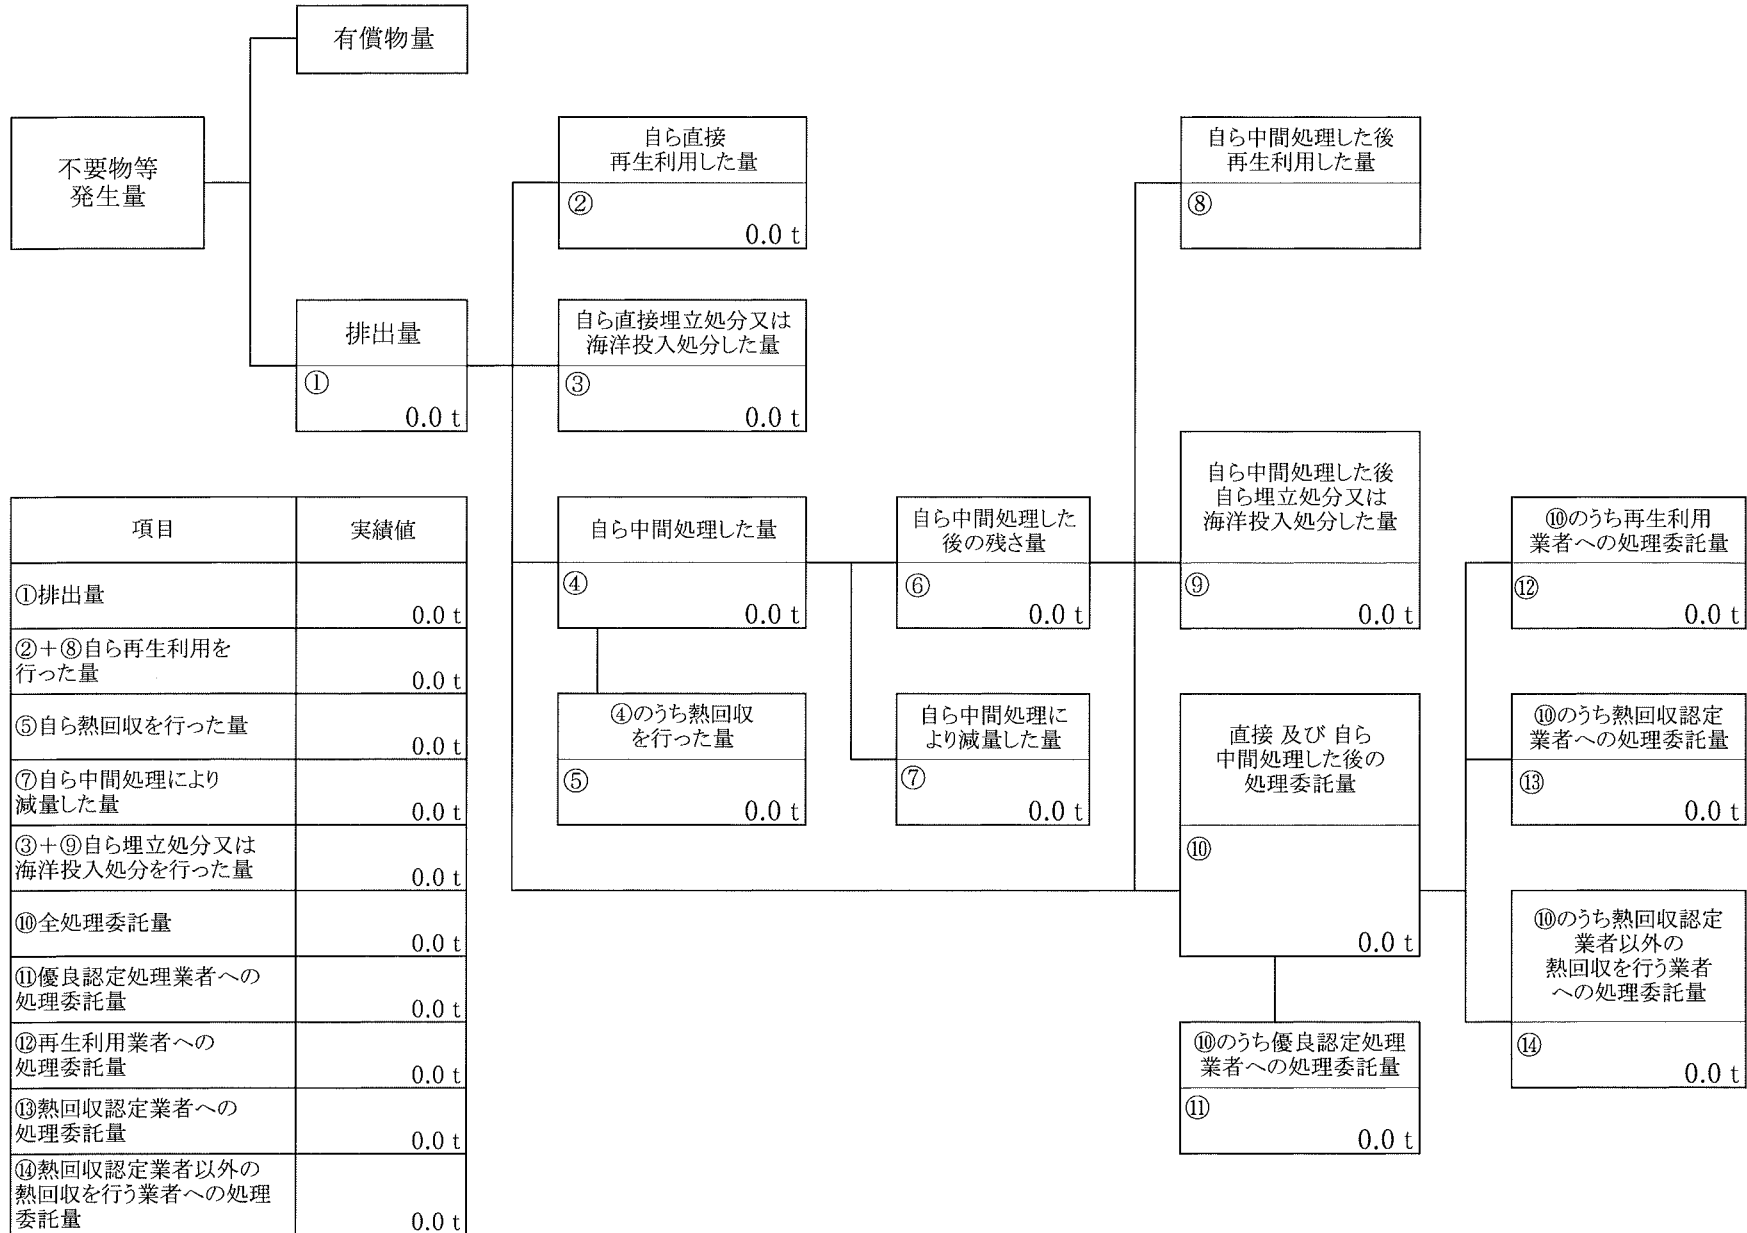 有償物量
不要物等
発生量
自ら直接
再生利用した量
②
0.0 t
自ら中間処理した後
再生利用した量
⑧
排出量
①
0.0 t
自ら直接埋立処分又は
海洋投入処分した量
③
0.0 t
自ら中間処理した量
④
0.0 t
自ら中間処理した
後の残さ量
⑥
0.0 t
自ら中間処理した後
自ら埋立処分又は
海洋投入処分した量
⑨
0.0 t
⑩のうち再生利用
業者への処理委託量
⑫
0.0 t
④のうち熱回収
を行った量
⑤
0.0 t
自ら中間処理に
より減量した量
⑦
0.0 t
直接 及び 自ら
中間処理した後の
処理委託量
⑩
0.0 t
⑩のうち熱回収認定
業者への処理委託量
⑬
0.0 t
⑩のうち熱回収認定
業者以外の
熱回収を行う業者
への処理委託量
⑭
0.0 t
⑩のうち優良認定処理
業者への処理委託量
⑪
0.0 t
項目 実績値
①排出量
0.0 t
②＋⑧自ら再生利用を
行った量
0.0 t
⑤自ら熱回収を行った量
0.0 t
⑦自ら中間処理により
減量した量
0.0 t
③＋⑨自ら埋立処分又は
海洋投入処分を行った量
0.0 t
⑩全処理委託量
0.0 t
⑪優良認定処理業者への
処理委託量
0.0 t
⑫再生利用業者への
処理委託量
0.0 t
⑬熱回収認定業者への
処理委託量
0.0 t
⑭熱回収認定業者以外の
熱回収を行う業者への処理
委託量
0.0 t